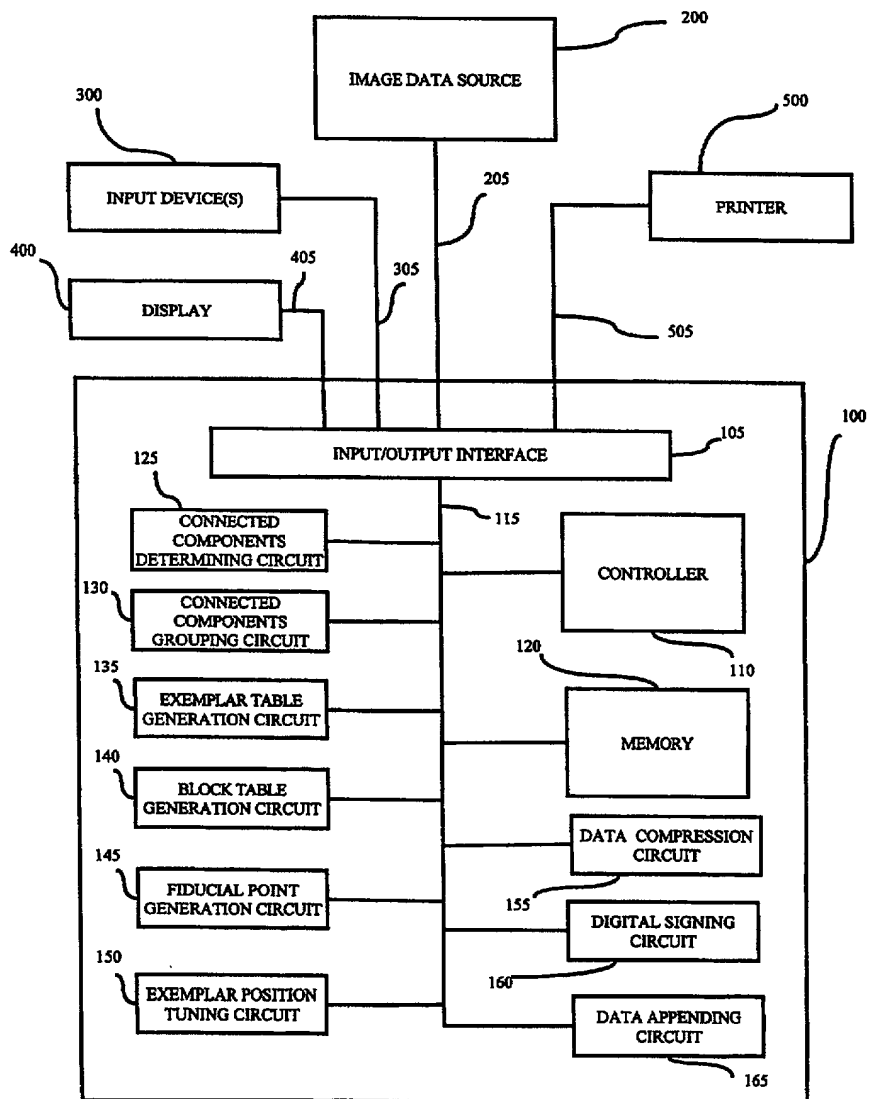 200
IMAGE DATA SOURCE
300
500
INPUT DEVICE(S)
205
PRINTER
400
405
DISPLAY
305
505
105
100
INPUT/OUTPUT INTERFACE
125
115
CONNECTED
COMPONENTS
DETERMINING CIRCUIT
CONTROLLER
130
CONNECTED
COMPONENTS
GROUPING CIRCUIT
110
120
135
EXEMPLAR TABLE
GENERATION CIRCUIT
MEMORY
140
BLOCK TABLE
GENERATION CIRCUIT
DATA COMPRESSION
CIRCUIT
145
155
FIDUCIAL POINT
GENERATION CIRCUIT
DIGITAL SIGNING
CIRCUIT
150
160
EXEMPLAR POSITION
TUNING CIRCUIT
DATA APPENDING
CIRCUIT
165